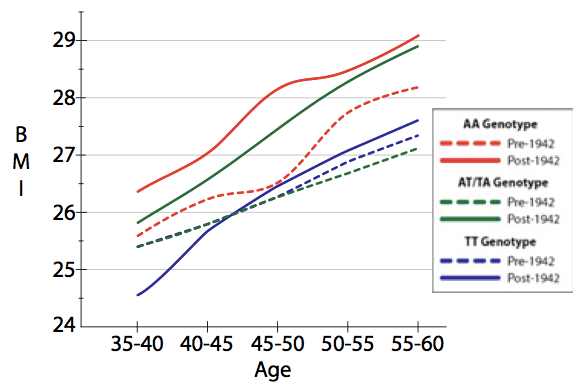 29
28
27
26
25
24
B
M
I
35-40 40-45 45-50 50-55 55-60
Age
AA Genotype
Pre-1942
Post-1942
AT/TA Genotype
Pre-1942
Post-1942
TT Genotype
Pre-1942
Post-1942